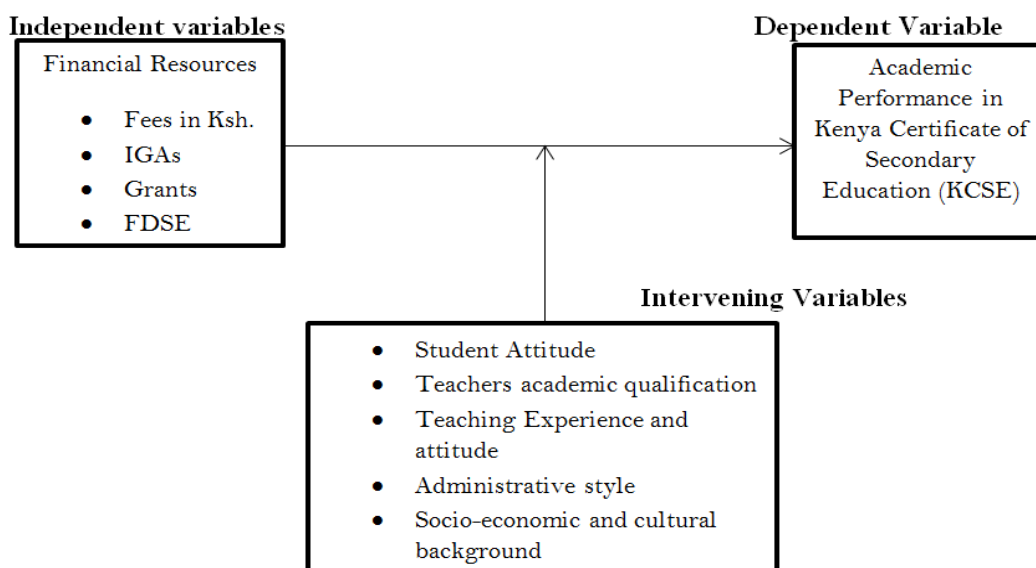 Independent variables
Financial Resources
• Fees in Ksh.
• IGAs
• Grants
• FDSE
Dependent Variable
Academic
Performance in
Kenya Certificate of
Secondary
Education (KCSE)
Intervening Variables
• Student Attitude
• Teachers academic qualification
• Teaching Experience and
attitude
• Administrative style
• Socio-economic and cultural
background